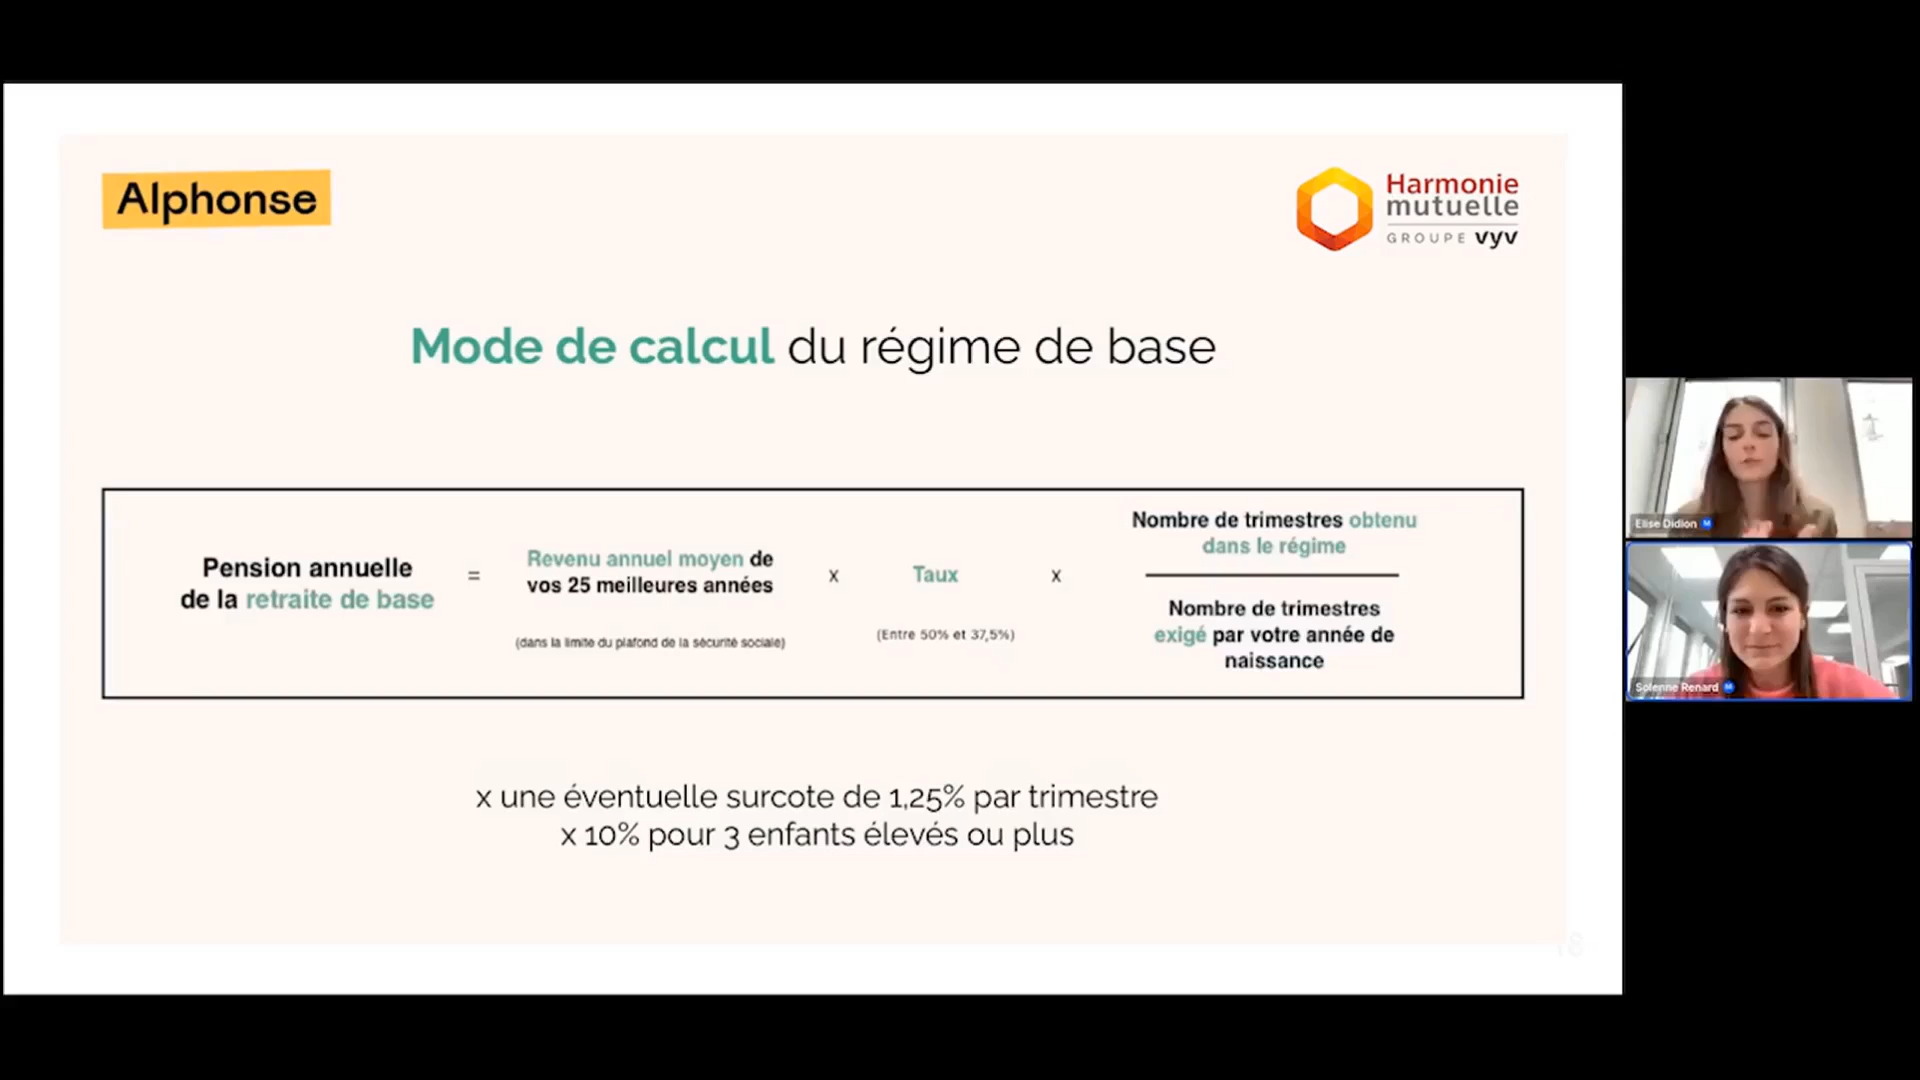 Alphonse
Harmonie
mutuelle
GROUPE vyv
Mode de calcul du régime de base
Pension annuelle
de la retraite de base
=
Revenu annuel moyen de
vos 25 meilleures années
(dans la limite du plafond de la sécurité sociale)
x
Taux
(Entre 50% et 37,5%)
x
Nombre de trimestres obtenu
dans le régime
Nombre de trimestres
exigé par votre année de
naissance
x une éventuelle surcote de 1,25% par trimestre
x 10% pour 3 enfants élevés ou plus
Elise Didion
Solenne Renard